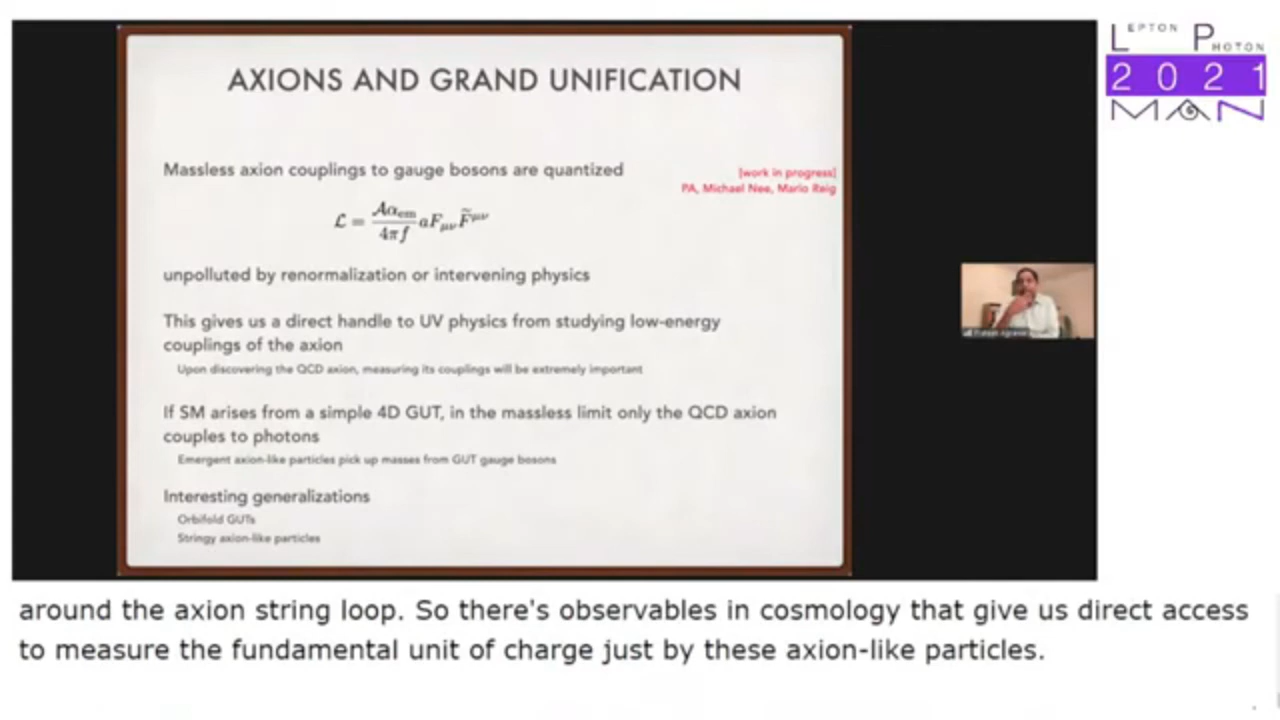 LEPTON PHOTON
2021
MAN
AXIONS AND GRAND UNIFICATION
Massless axion couplings to gauge bosons are quantized
[work in progress]
PA, Michael Nee, Mario Reig
ℒ = 𝒜α_em / 4πf a F_μν F̃^μν
unpolluted by renormalization or intervening physics
This gives us a direct handle to UV physics from studying low-energy
couplings of the axion
Upon discovering the QCD axion, measuring its couplings will be extremely important
If SM arises from a simple 4D GUT, in the massless limit only the QCD axion
couples to photons
Emergent axion-like particles pick up masses from GUT gauge bosons
Interesting generalizations
Orbifold GUTs
Stringy axion-like particles
around the axion string loop. So there's observables in cosmology that give us direct access
to measure the fundamental unit of charge just by these axion-like particles.